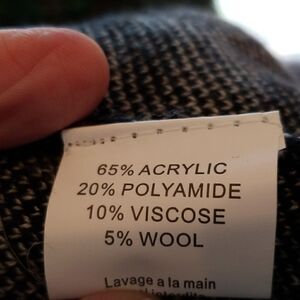 65% ACRYLIC
20% POLYAMIDE
10% VISCOSE
5% WOOL
Lavage a la main